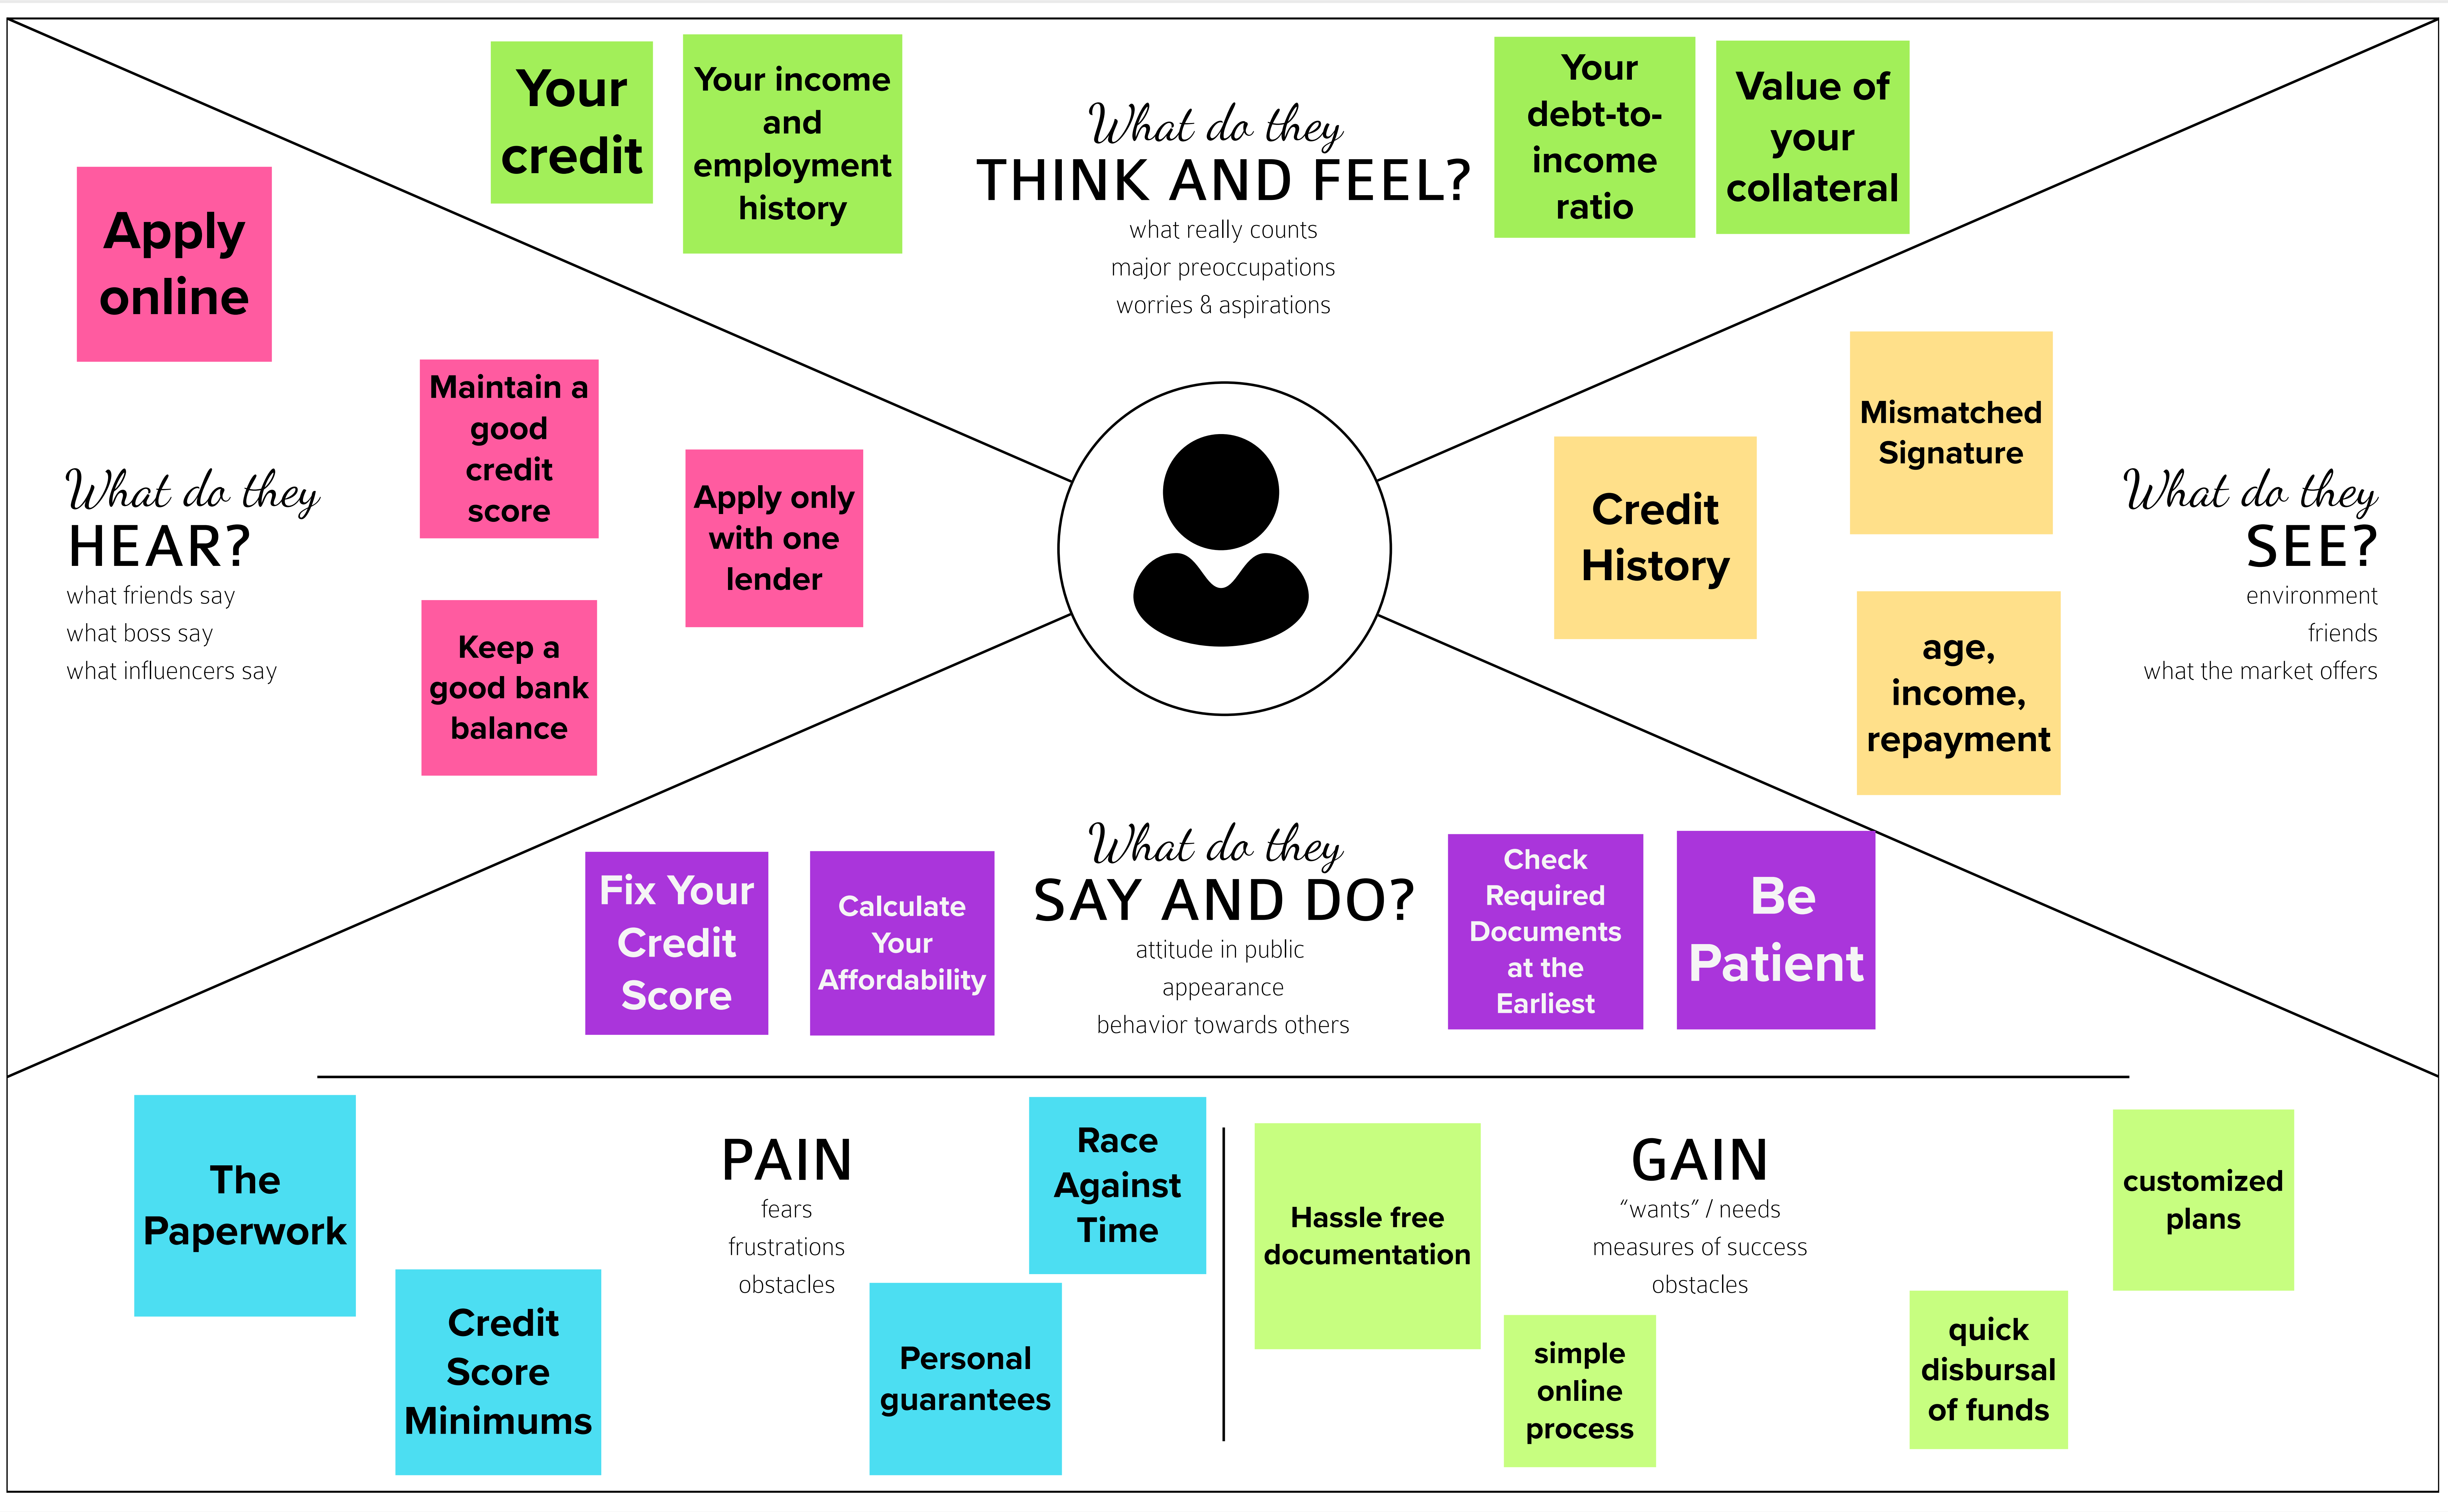 Your
credit
Your income
and
employment
history
What do they
THINK AND FEEL?
what really counts
major preoccupations
worries & aspirations
Your
debt-to-
income
ratio
Value of
your
collateral
Apply
online
Maintain a
good
credit
score
Apply only
with one
lender
What do they
HEAR?
what friends say
what boss say
what influencers say
Keep a
good bank
balance
Mismatched
Signature
Credit
History
What do they
SEE?
environment
friends
what the market offers
age,
income,
repayment
Fix Your
Credit
Score
Calculate
Your
Affordability
What do they
SAY AND DO?
attitude in public
appearance
behavior towards others
Check
Required
Documents
at the
Earliest
Be
Patient
The
Paperwork
Credit
Score
Minimums
PAIN
fears
frustrations
obstacles
Race
Against
Time
Personal
guarantees
Hassle free
documentation
GAIN
“wants” / needs
measures of success
obstacles
simple
online
process
quick
disbursal
of funds
customized
plans